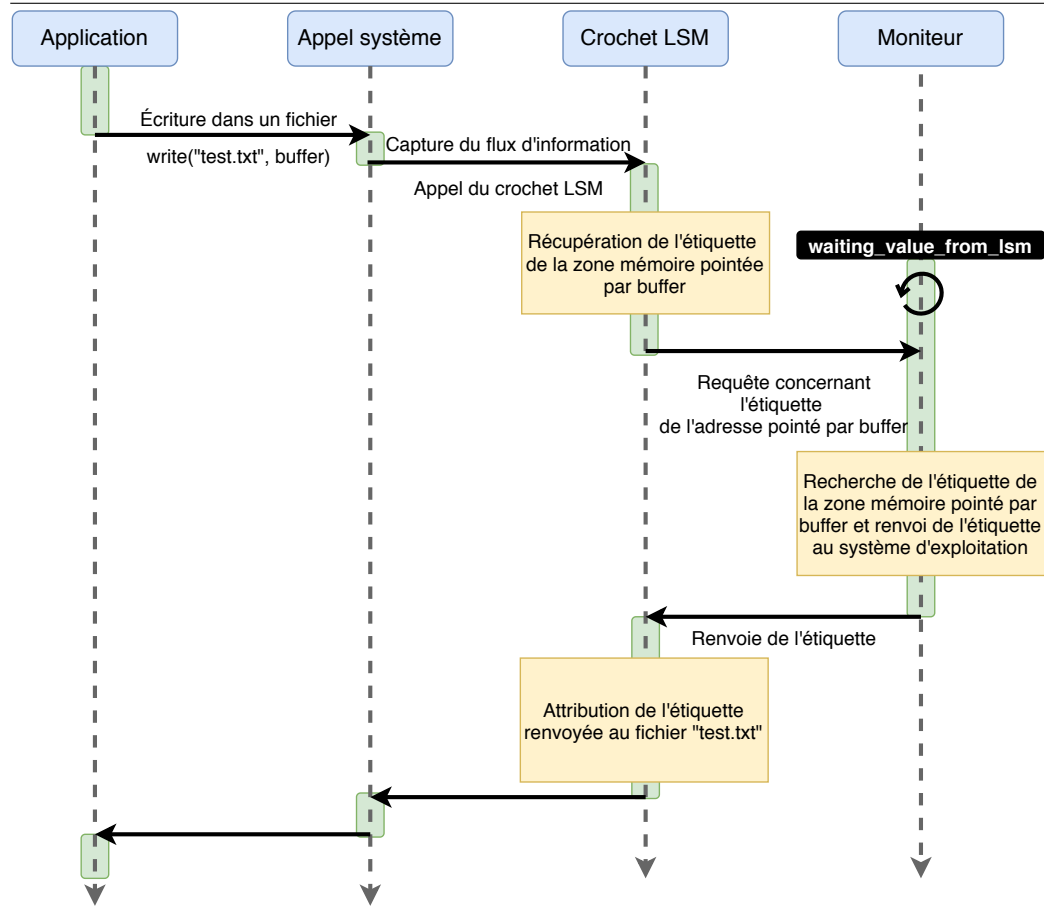 Application
Appel système
Crochet LSM
Moniteur
Écriture dans un fichier
write("test.txt", buffer)
Capture du flux d'information
Appel du crochet LSM
Récupération de l'étiquette
de la zone mémoire pointée
par buffer
waiting_value_from_lsm
Requête concernant
l'étiquette
de l'adresse pointé par buffer
Recherche de l'étiquette de
la zone mémoire pointé par
buffer et renvoi de l'étiquette
au système d'exploitation
Renvoie de l'étiquette
Attribution de l'étiquette
renvoyée au fichier "test.txt"